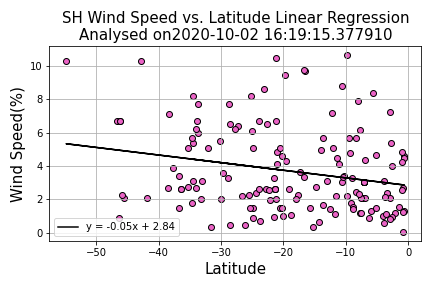 SH Wind Speed vs. Latitude Linear Regression
Analysed on2020-10-02 16:19:15.377910
Wind Speed(%)
10
8
6
4
2
0
y = -0.05x + 2.84
−50
−40
−30
−20
−10
0
Latitude